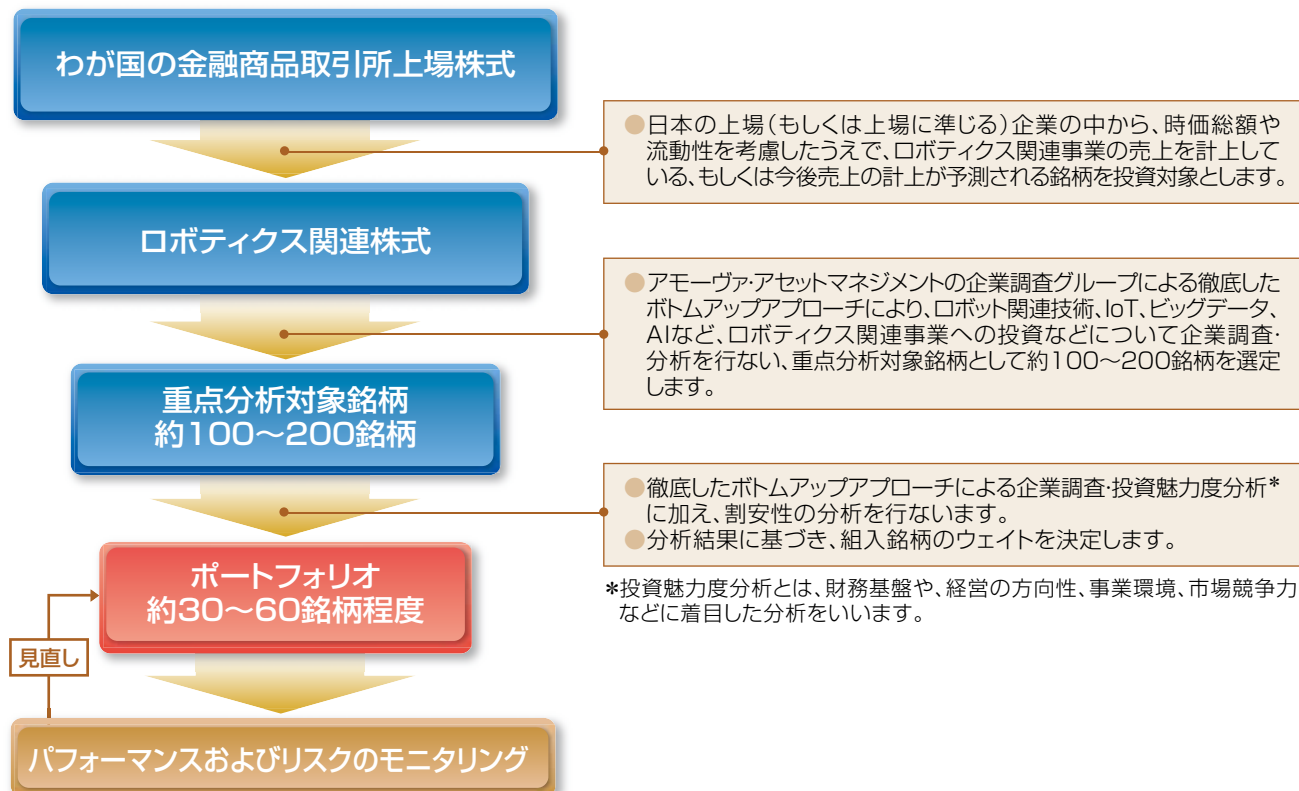 わが国の金融商品取引所上場株式
●日本の上場(もしくは上場に準じる)企業の中から、時価総額や
流動性を考慮したうえで、ロボティクス関連事業の売上を計上して
いる、もしくは今後売上の計上が予測される銘柄を投資対象とします。
ロボティクス関連株式
●アモーヴァ・アセットマネジメントの企業調査グループによる徹底した
ボトムアップアプローチにより、ロボット関連技術、IoT、ビッグデータ、
AIなど、ロボティクス関連事業への投資などについて企業調査・
分析を行ない、重点分析対象銘柄として約100～200銘柄を選定
します。
重点分析対象銘柄
約100～200銘柄
●徹底したボトムアップアプローチによる企業調査・投資魅力度分析*
に加え、割安性の分析を行ないます。
●分析結果に基づき、組入銘柄のウェイトを決定します。
*投資魅力度分析とは、財務基盤や、経営の方向性、事業環境、市場競争力
などに着目した分析をいいます。
ポートフォリオ
約30～60銘柄程度
見直し
パフォーマンスおよびリスクのモニタリング